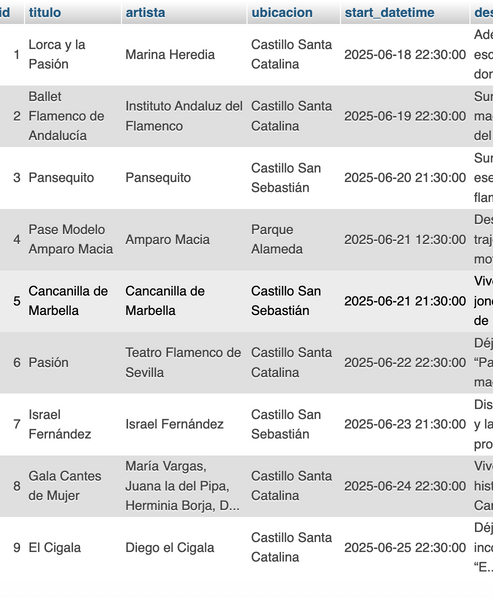 id titulo artista ubicacion start_datetime des
1 Lorca y la Pasión Marina Heredia Castillo Santa Catalina 2025-06-18 22:30:00 Ade esc dor
2 Ballet Flamenco de Andalucía Instituto Andaluz del Flamenco Castillo Santa Catalina 2025-06-19 22:30:00 Sur ma del
3 Pansequito Pansequito Castillo San Sebastián 2025-06-20 21:30:00 Sur ese flan
4 Pase Modelo Amparo Macia Amparo Macia Parque Alameda 2025-06-21 12:30:00 Des traj mov
5 Cancanilla de Marbella Cancanilla de Marbella Castillo San Sebastián 2025-06-21 21:30:00 Vive jond de
6 Pasión Teatro Flamenco de Sevilla Castillo Santa Catalina 2025-06-22 22:30:00 Déj “Pa ma
7 Israel Fernández Israel Fernández Castillo San Sebastián 2025-06-23 21:30:00 Dis y la pro
8 Gala Cantes de Mujer María Vargas, Juana la del Pipa, Herminia Borja, D... Castillo Santa Catalina 2025-06-24 22:30:00 Viv hist Car
9 El Cigala Diego el Cigala Castillo Santa Catalina 2025-06-25 22:30:00 Déj inco “E..